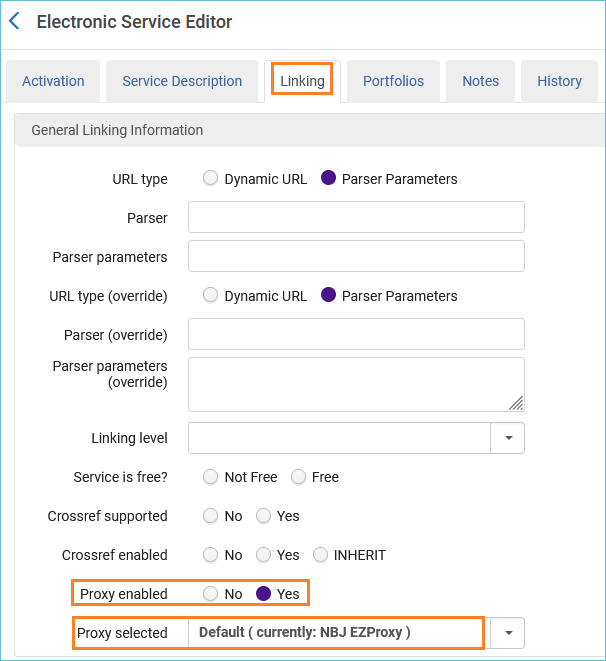 Electronic Service Editor
Activation Service Description Linking Portfolios Notes History
General Linking Information
URL type Dynamic URL Parser Parameters
Parser
Parser parameters
URL type (override) Dynamic URL Parser Parameters
Parser (override)
Parser parameters
(override)
Linking level
Service is free? Not Free Free
Crossref supported No Yes
Crossref enabled No Yes INHERIT
Proxy enabled No Yes
Proxy selected Default ( currently: NBJ EZProxy )